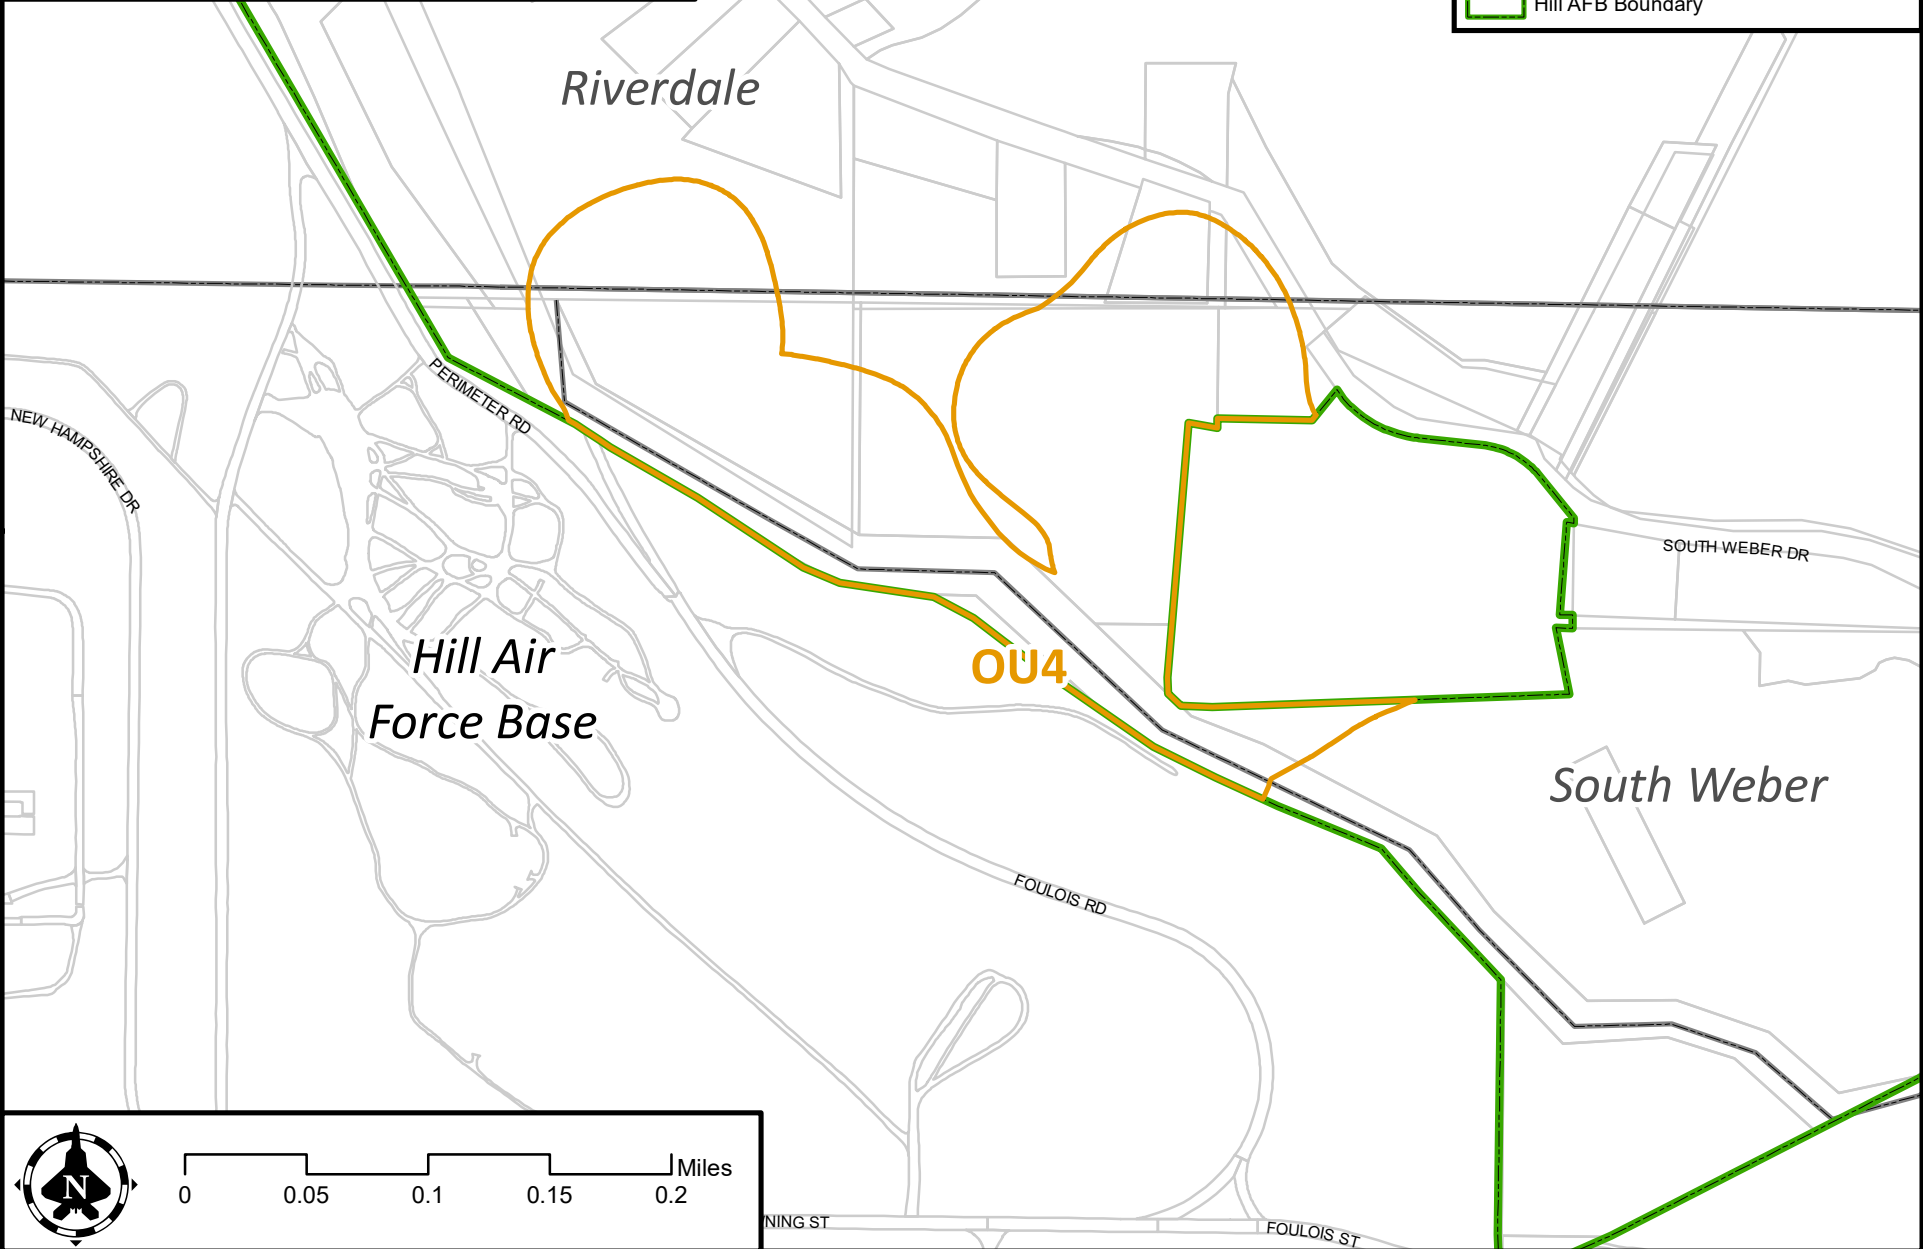 Hill AFB Boundary
Riverdale
PERIMETER RD
NEW HAMPSHIRE DR
SOUTH WEBER DR
Hill Air
Force Base
OU4
South Weber
FOULOIS RD
N
Miles
0 0.05 0.1 0.15 0.2
NING ST
FOULOIS ST